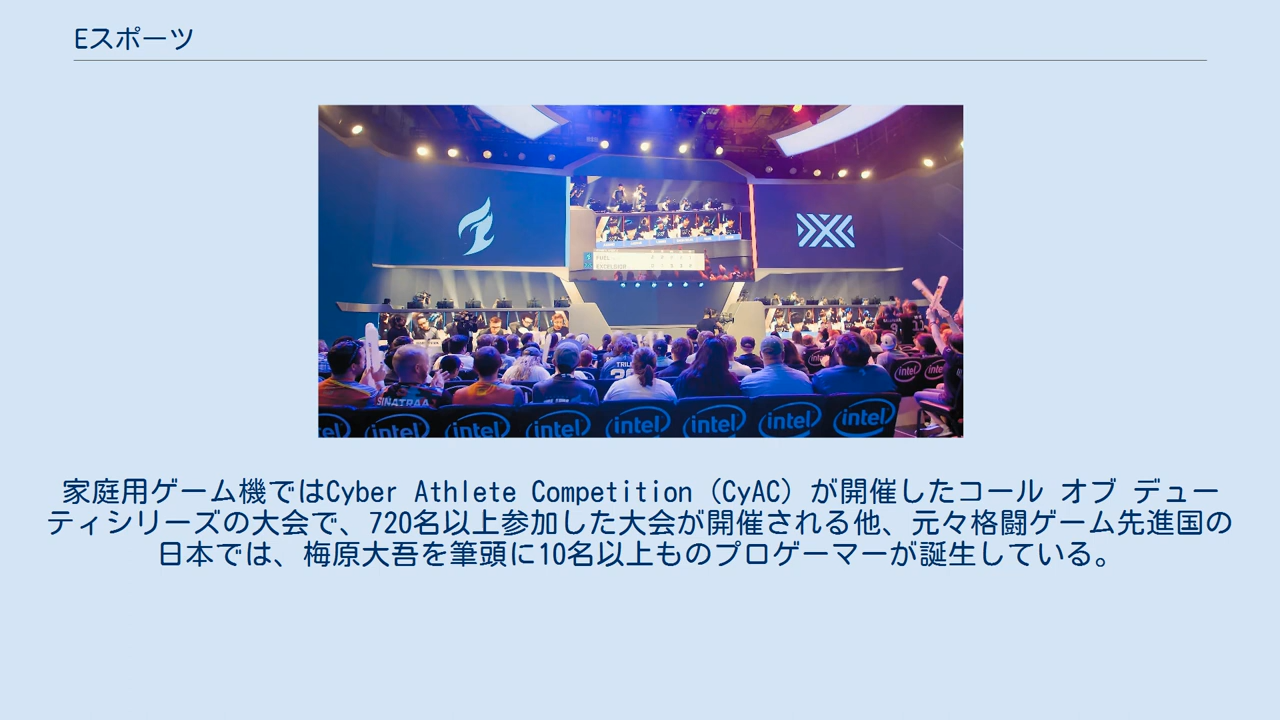 Eスポーツ
FUEL
EXCELSIOR
TRILL
SINATRAA
intel
intel
intel
intel
intel
intel
intel
intel
intel
家庭用ゲーム機ではCyber Athlete Competition（CyAC）が開催したコール オブ デュー
ティシリーズの大会で、720名以上参加した大会が開催される他、元々格闘ゲーム先進国の
日本では、梅原大吾を筆頭に10名以上ものプロゲーマーが誕生している。